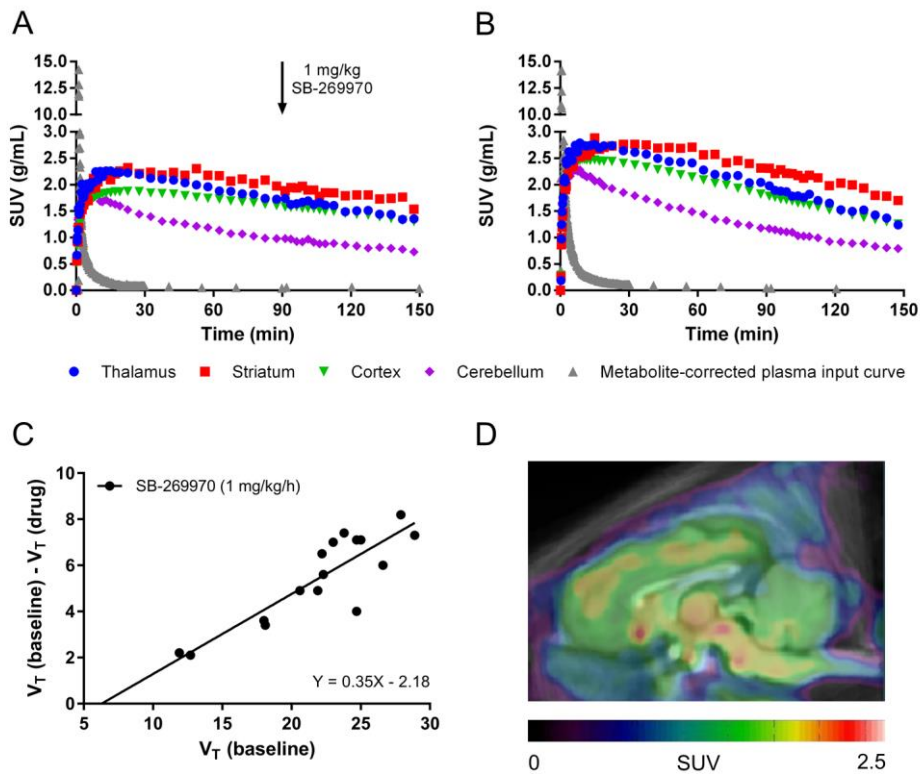 A
B
1 mg/kg
SB-269970
SUV (g/mL)
15.0
12.5
10.0
3.0
2.5
2.0
1.5
1.0
0.5
0.0
0 30 60 90 120 150
Time (min)
SUV (g/mL)
15.0
12.5
10.0
3.0
2.5
2.0
1.5
1.0
0.5
0.0
0 30 60 90 120 150
Time (min)
Thalamus Striatum Cortex Cerebellum Metabolite-corrected plasma input curve
C
D
SB-269970 (1 mg/kg/h)
VT (baseline) - VT (drug)
10
8
6
4
2
0
Y = 0.35X - 2.18
5 10 15 20 25 30
VT (baseline)
0 SUV 2.5